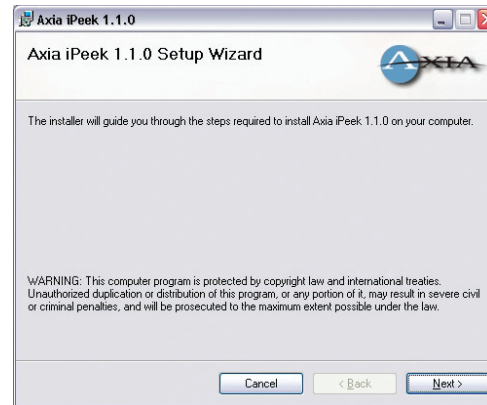 Axia iPeek 1.1.0
Axia iPeek 1.1.0 Setup Wizard
AXIA
The installer will guide you through the steps required to install Axia iPeek 1.1.0 on your computer.
WARNING: This computer program is protected by copyright law and international treaties.
Unauthorized duplication or distribution of this program, or any portion of it, may result in severe civil
or criminal penalties, and will be prosecuted to the maximum extent possible under the law.
Cancel
< Back
Next >